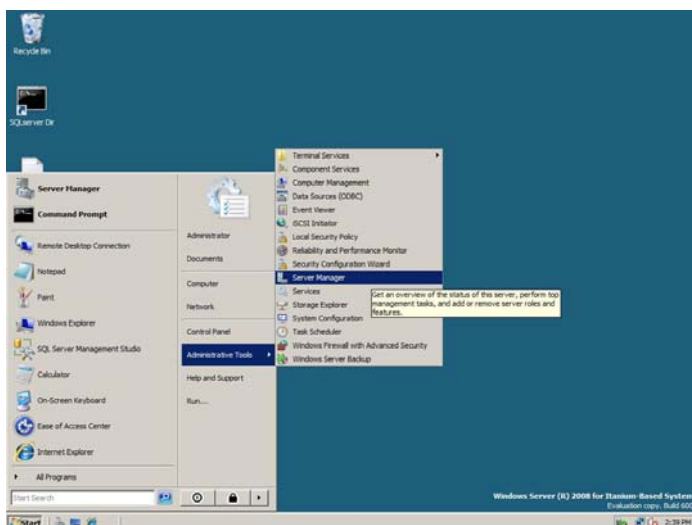 Recycle Bin
SQLserver Dir
Server Manager
Command Prompt
Remote Desktop Connection
Notepad
Paint
Windows Explorer
SQL Server Management Studio
Calculator
On-Screen Keyboard
Ease of Access Center
Internet Explorer
All Programs
Start Search
Administrator
Documents
Computer
Network
Control Panel
Administrative Tools
Help and Support
Run...
Terminal Services
Component Services
Computer Management
Data Sources (ODBC)
Event Viewer
iSCSI Initiator
Local Security Policy
Reliability and Performance Monitor
Security Configuration Wizard
Server Manager
Services
Storage Explorer
System Configuration
Task Scheduler
Windows Firewall with Advanced Security
Windows Server Backup
Get an overview of the status of this server, perform top
management tasks, and add or remove server roles and
features.
Windows Server (R) 2008 for Itanium-Based System
Evaluation copy. Build 600
Start
2:38 PM